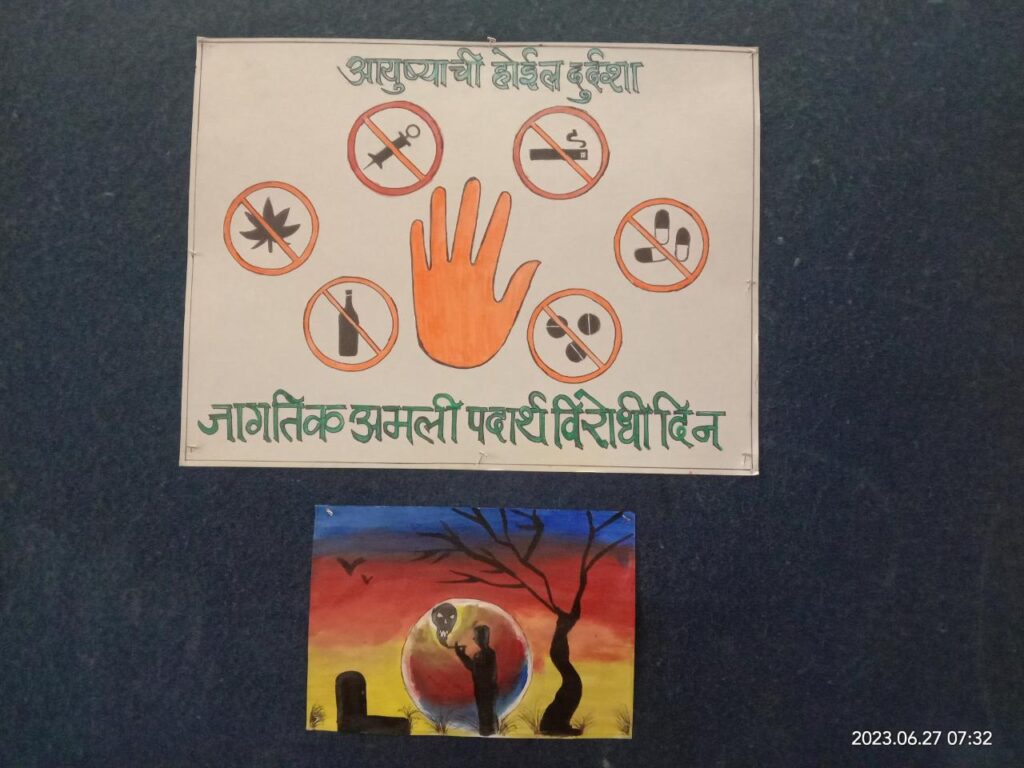 आयुष्याची होईल दुर्दशा
जागतिक अमली पदार्थ विरोधी दिन
2023.06.27 07:32